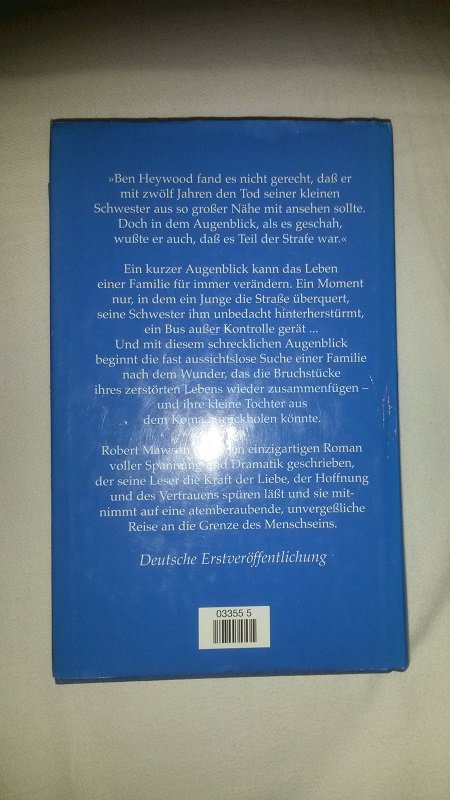 »Ben Heywood fand es nicht gerecht, daß er
mit zwölf Jahren den Tod seiner kleinen
Schwester aus so großer Nähe mit ansehen sollte.
Doch in dem Augenblick, als es geschah,
wußte er auch, daß es Teil der Strafe war.«
Ein kurzer Augenblick kann das Leben
einer Familie für immer verändern. Ein Moment
nur, in dem ein Junge die Straße überquert,
seine Schwester ihm unbedacht hinterherstürmt,
ein Bus außer Kontrolle gerät ...
Und mit diesem schrecklichen Augenblick
beginnt die fast aussichtslose Suche einer Familie
nach dem Wunder, das die Bruchstücke
ihres zerstörten Lebens wieder zusammenfügen –
und ihre kleine Tochter aus
dem Koma zurückholen könnte.
Robert Mawson einzigartigen Roman
voller Spannung und Dramatik geschrieben,
der seine Leser die Kraft der Liebe, der Hoffnung
und des Vertrauens spüren läßt und sie mit-
nimmt auf eine atemberaubende, unvergeßliche
Reise an die Grenze des Menschseins.
Deutsche Erstveröffentlichung
03355 5